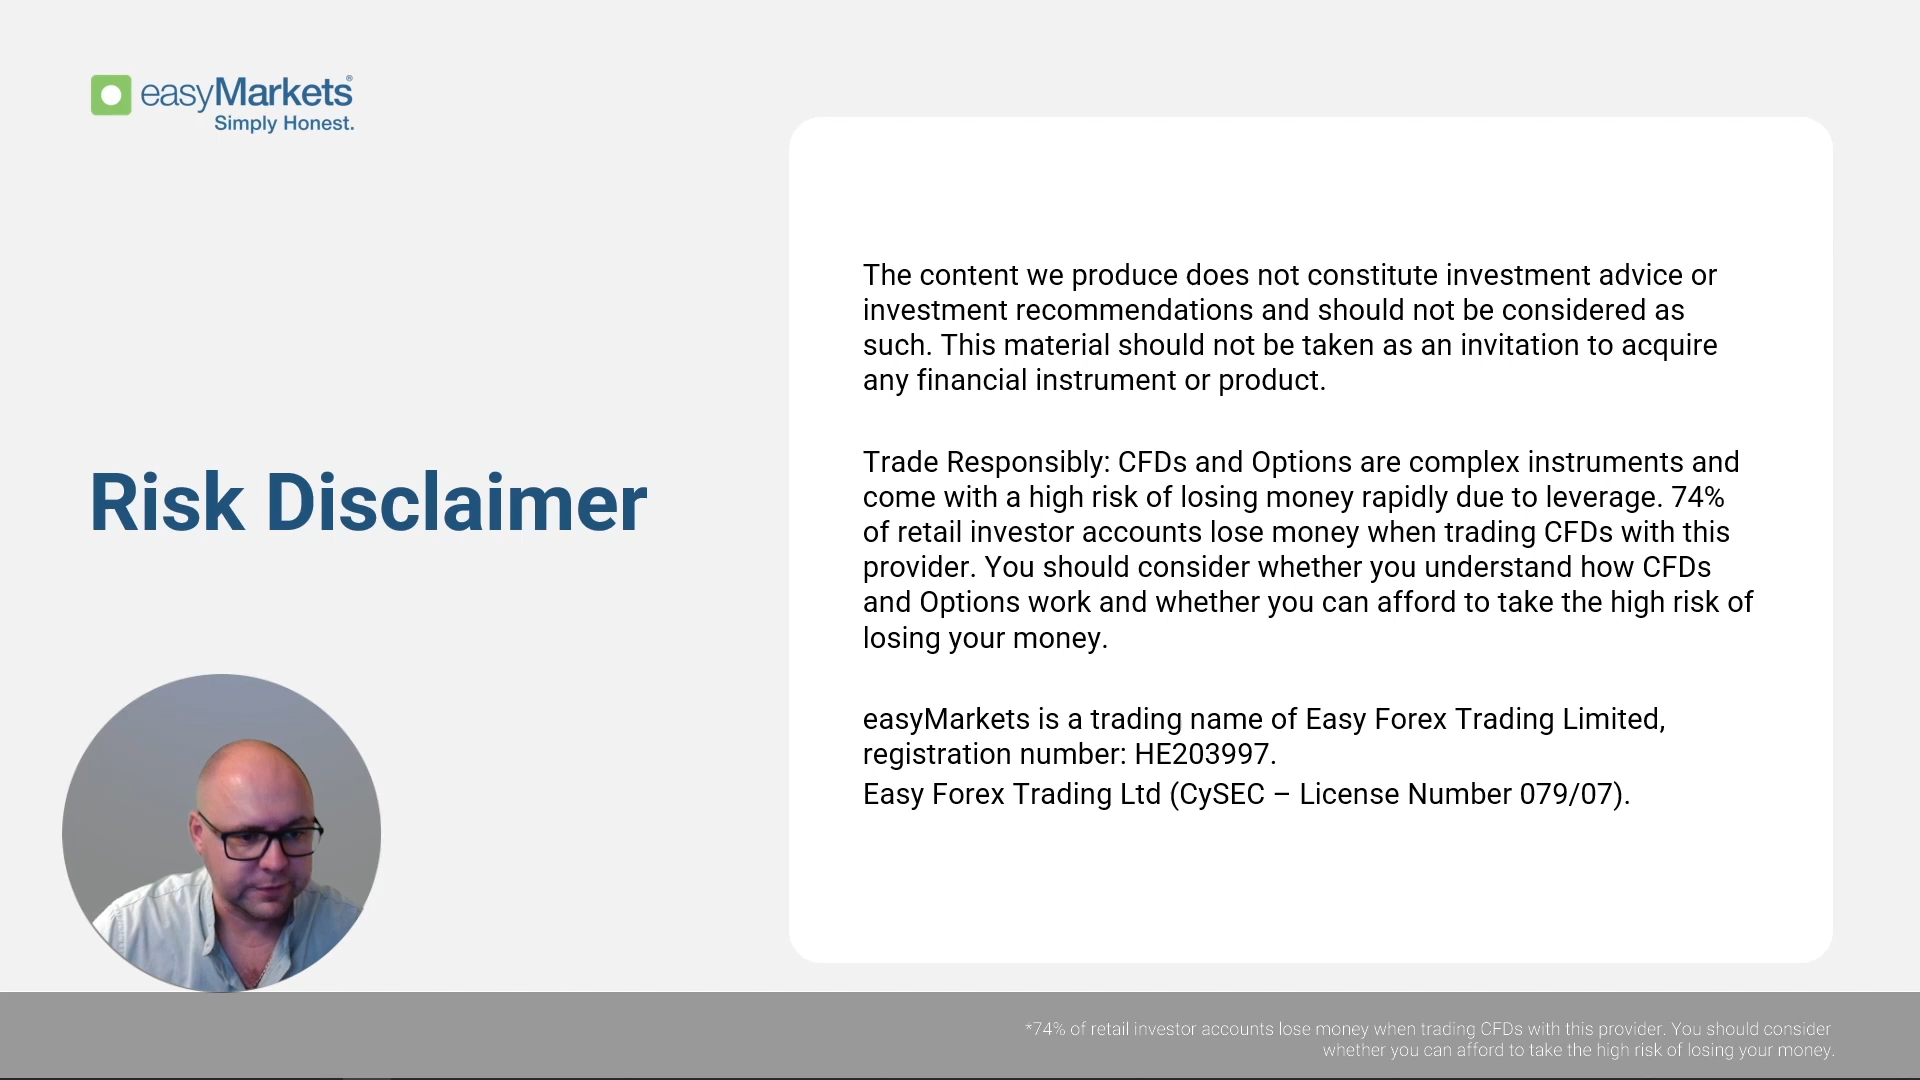 easyMarkets®
Simply Honest.
Risk Disclaimer
The content we produce does not constitute investment advice or
investment recommendations and should not be considered as
such. This material should not be taken as an invitation to acquire
any financial instrument or product.
Trade Responsibly: CFDs and Options are complex instruments and
come with a high risk of losing money rapidly due to leverage. 74%
of retail investor accounts lose money when trading CFDs with this
provider. You should consider whether you understand how CFDs
and Options work and whether you can afford to take the high risk of
losing your money.
easyMarkets is a trading name of Easy Forex Trading Limited,
registration number: HE203997.
Easy Forex Trading Ltd (CySEC – License Number 079/07).
*74% of retail investor accounts lose money when trading CFDs with this provider. You should consider
whether you can afford to take the high risk of losing your money.